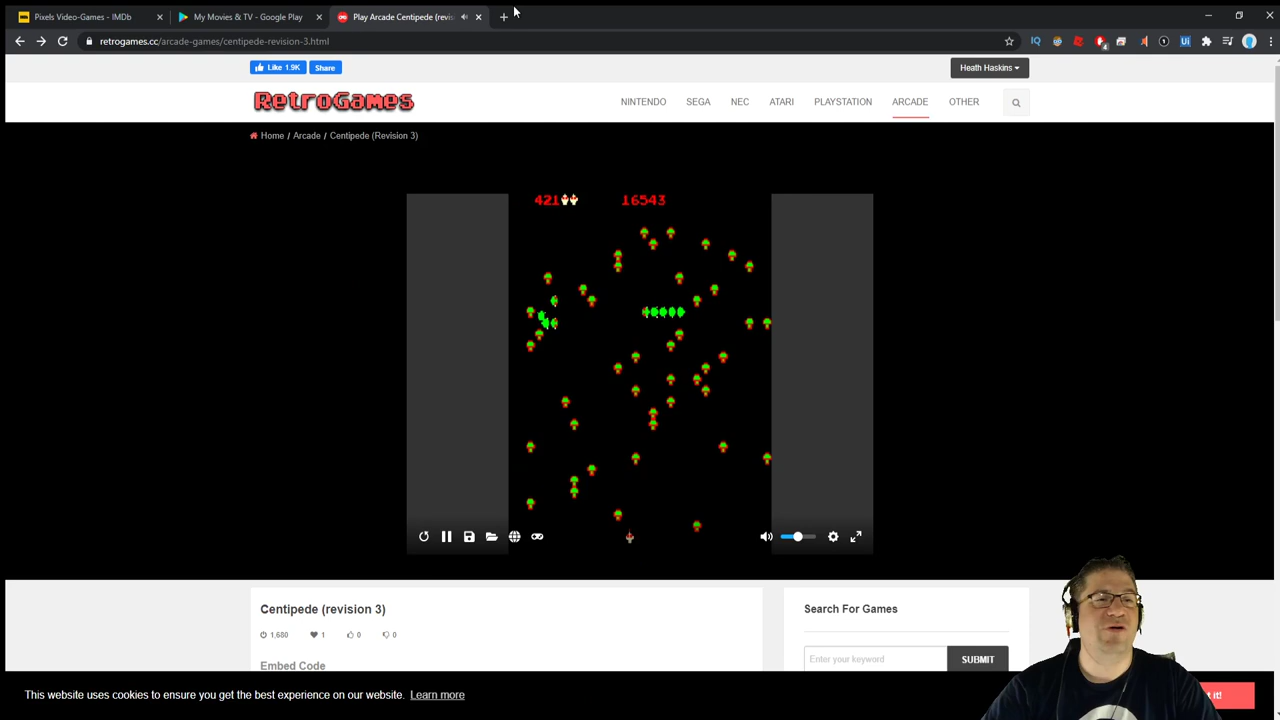 Pixels Video-Games - IMDb
My Movies & TV - Google Play
Play Arcade Centipede (revis
retrogames.cc/arcade-games/centipede-revision-3.html
Like 1.9K
Share
Heath Haskins
RetroGames
NINTENDO
SEGA
NEC
ATARI
PLAYSTATION
ARCADE
OTHER
Home / Arcade / Centipede (Revision 3)
421
16543
Centipede (revision 3)
1,680
1
0
0
Embed Code
Search For Games
Enter your keyword
SUBMIT
This website uses cookies to ensure you get the best experience on our website. Learn more
it!